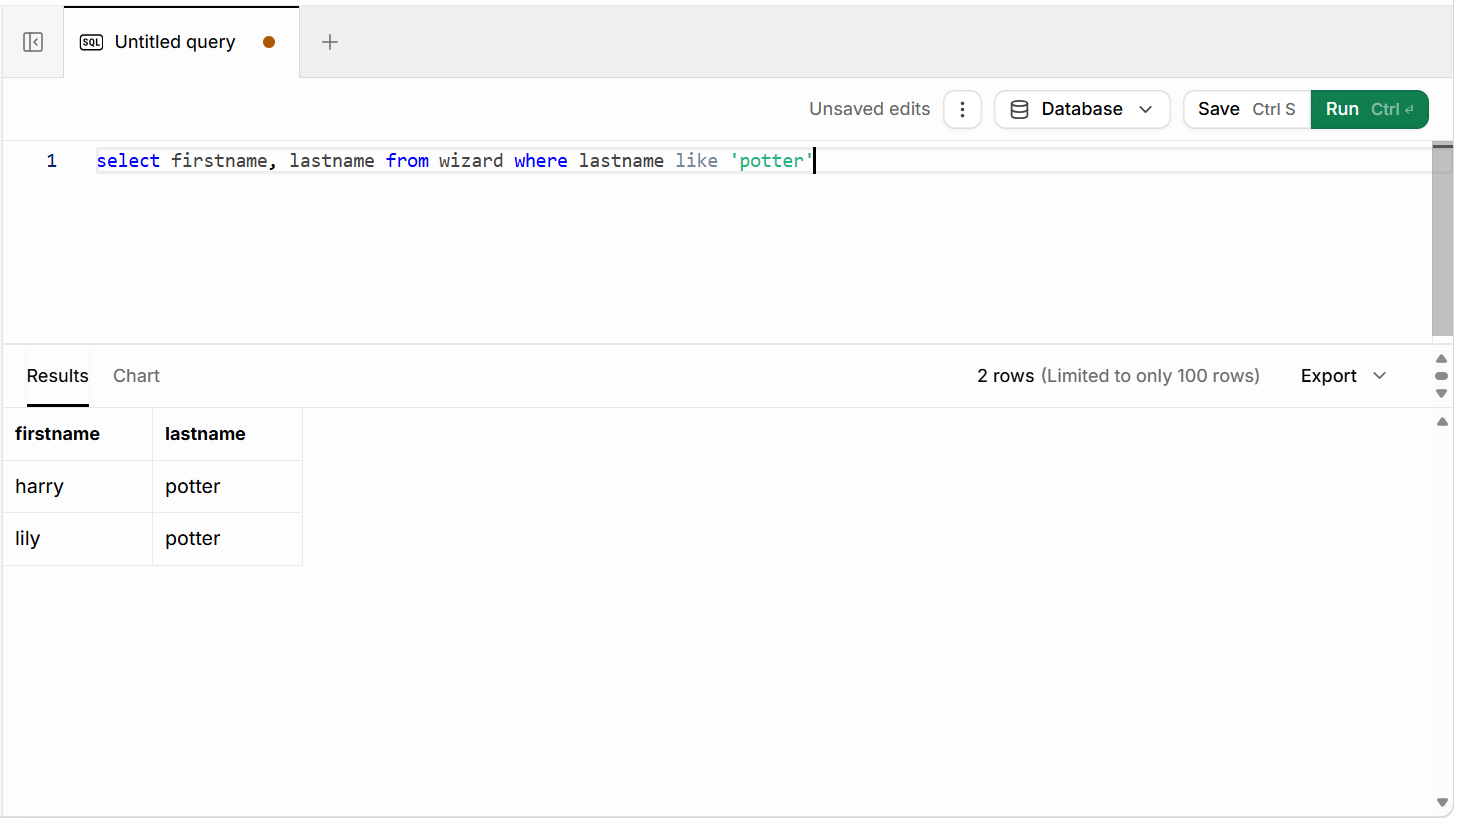 SQL Untitled query
Unsaved edits Database Save Ctrl S Run Ctrl ⏎
1 select firstname, lastname from wizard where lastname like 'potter'
Results Chart 2 rows (Limited to only 100 rows) Export
firstname lastname
harry potter
lily potter